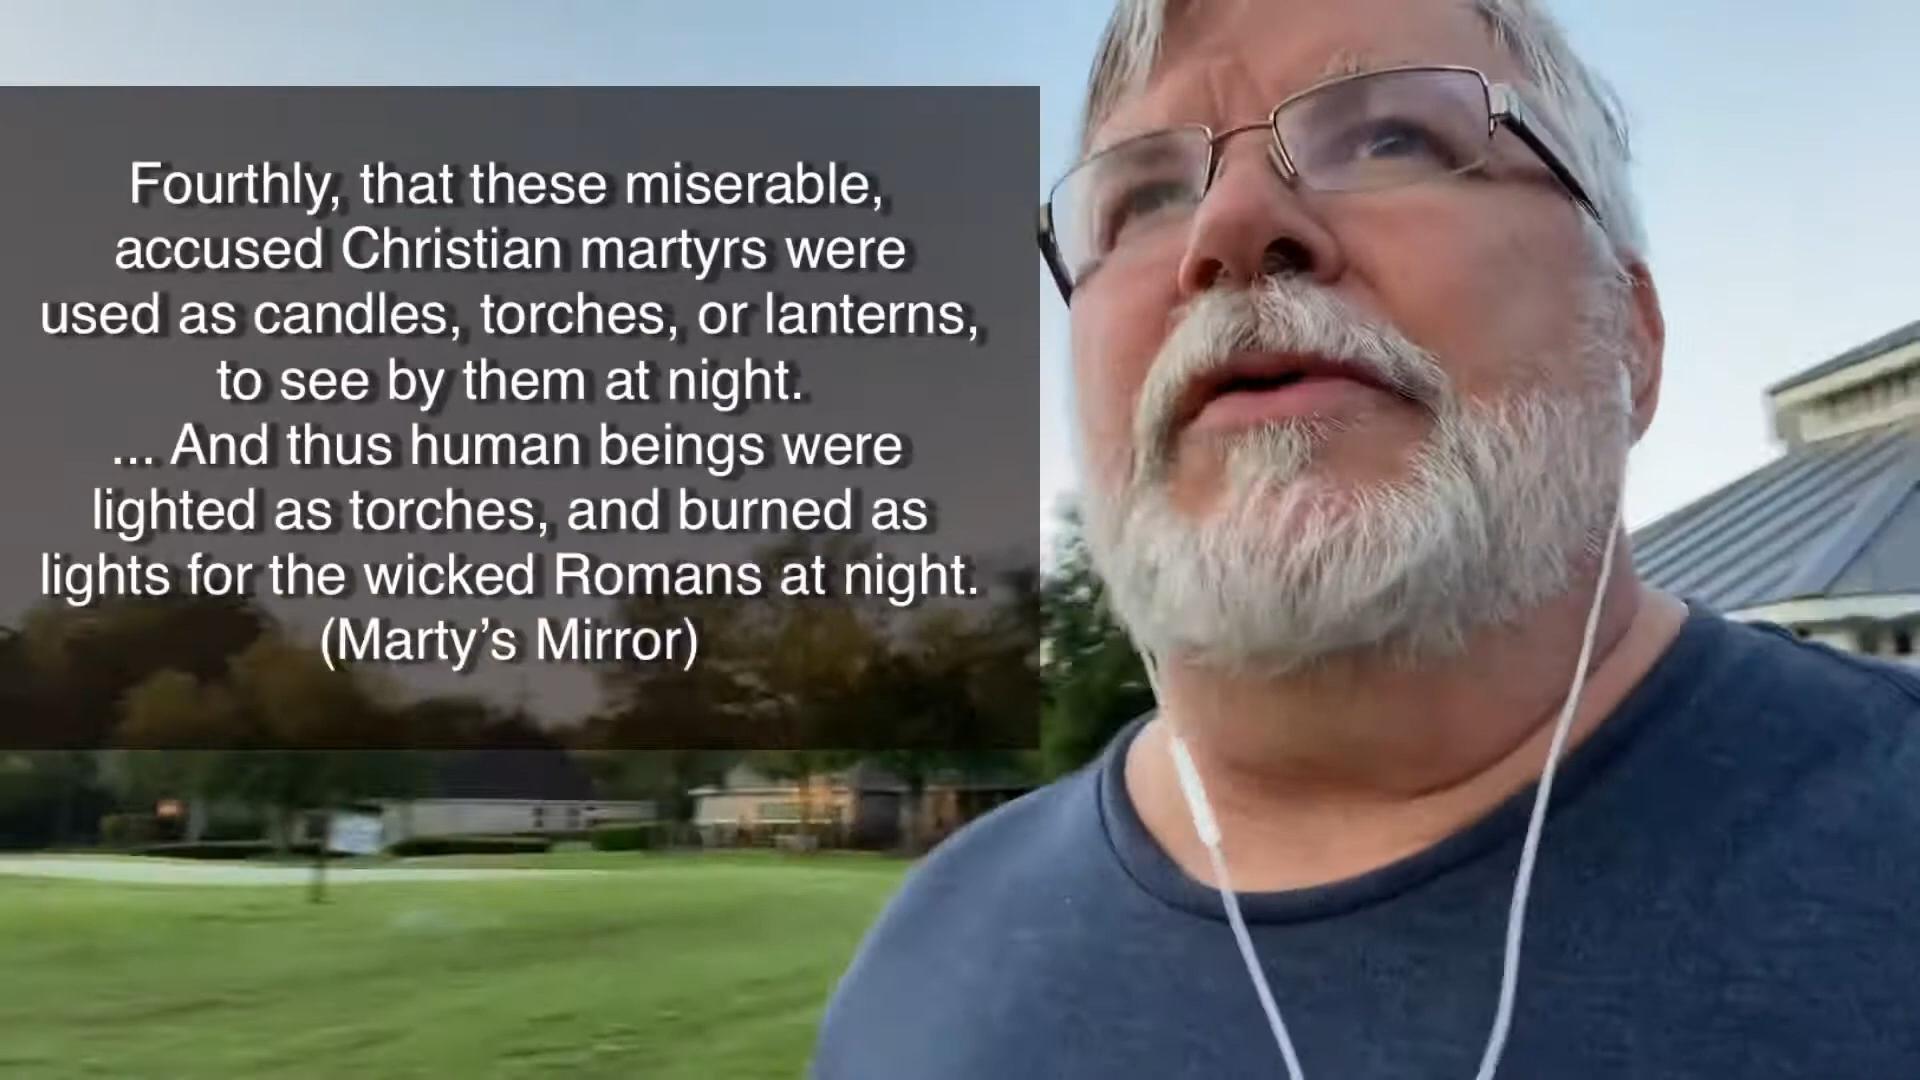 Fourthly, that these miserable,
accused Christian martyrs were
used as candles, torches, or lanterns,
to see by them at night.
... And thus human beings were
lighted as torches, and burned as
lights for the wicked Romans at night.
(Marty’s Mirror)